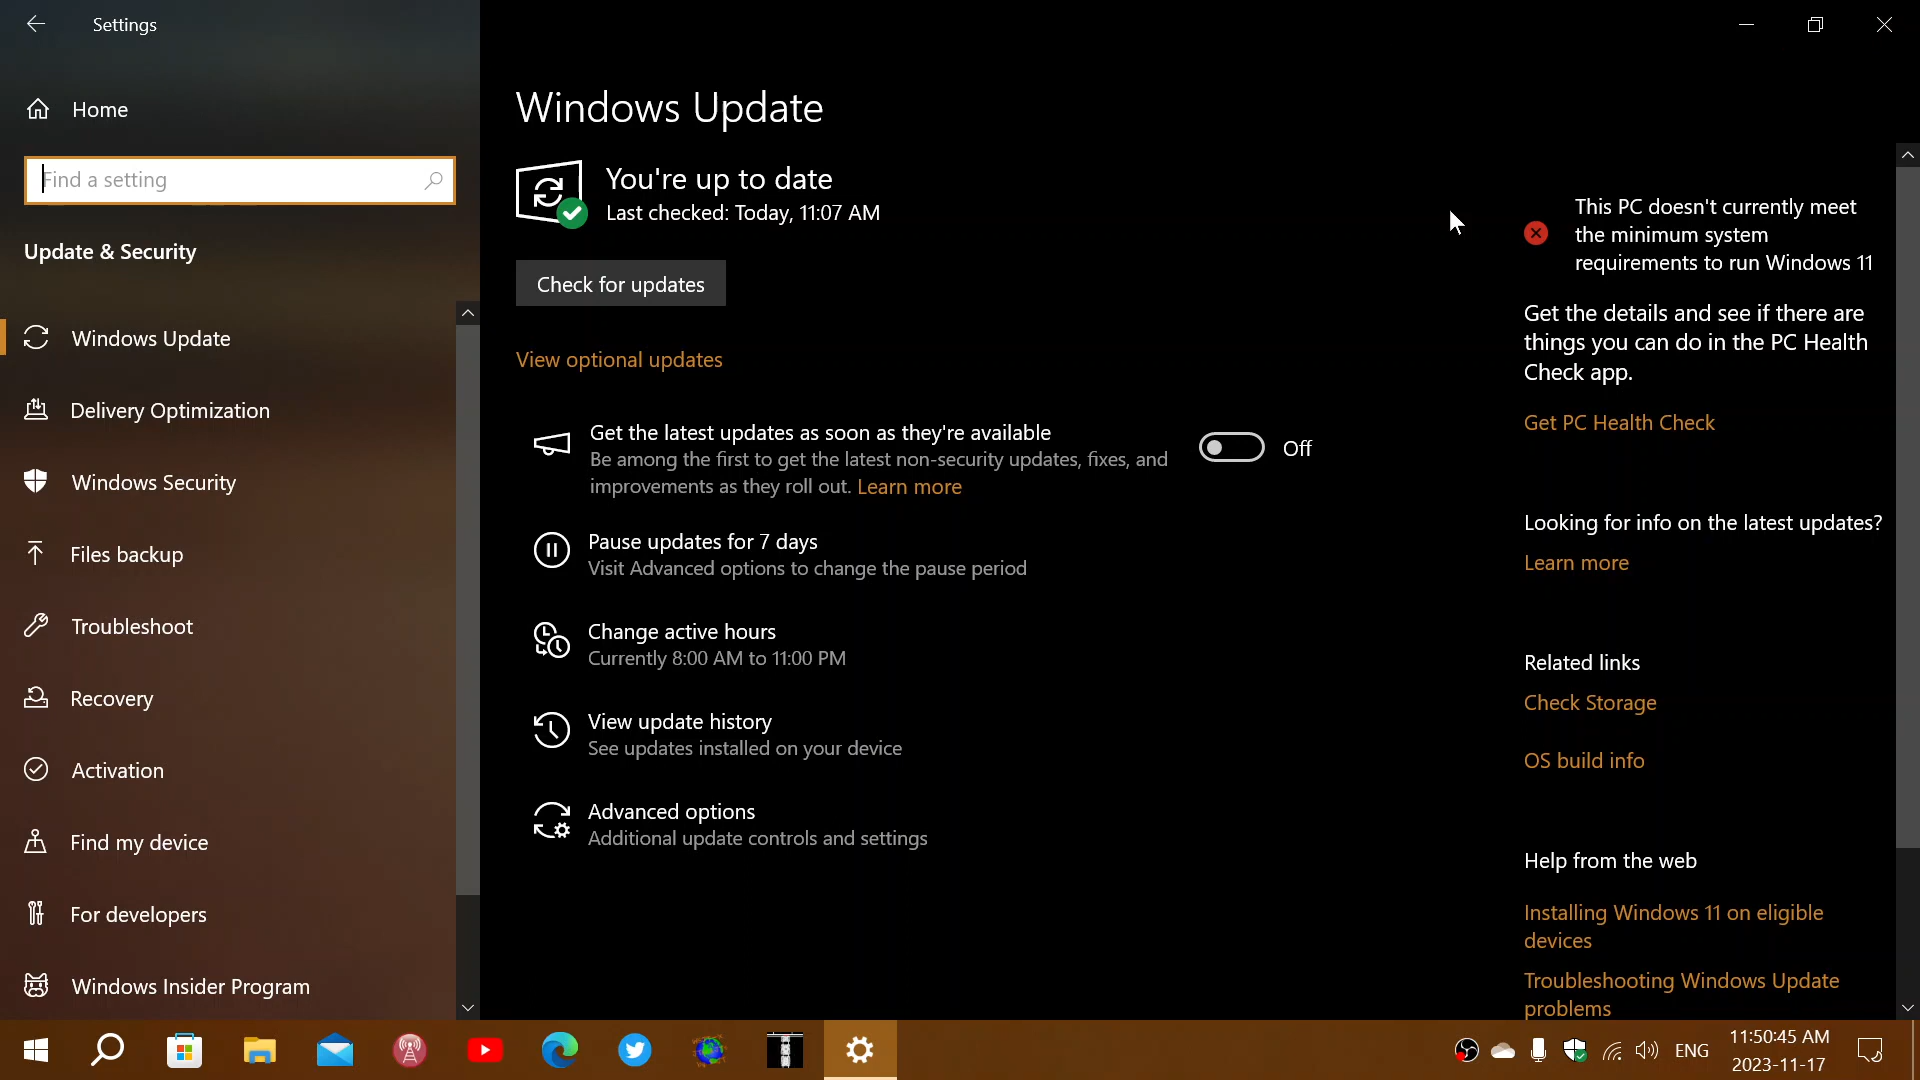 Settings
Home
Find a setting
Update & Security
Windows Update
Delivery Optimization
Windows Security
Files backup
Troubleshoot
Recovery
Activation
Find my device
For developers
Windows Insider Program
Windows Update
You're up to date
Last checked: Today, 11:07 AM
Check for updates
View optional updates
Get the latest updates as soon as they're available
Be among the first to get the latest non-security updates, fixes, and
improvements as they roll out. Learn more
Off
Pause updates for 7 days
Visit Advanced options to change the pause period
Change active hours
Currently 8:00 AM to 11:00 PM
View update history
See updates installed on your device
Advanced options
Additional update controls and settings
This PC doesn't currently meet
the minimum system
requirements to run Windows 11
Get the details and see if there are
things you can do in the PC Health
Check app.
Get PC Health Check
Looking for info on the latest updates?
Learn more
Related links
Check Storage
OS build info
Help from the web
Installing Windows 11 on eligible
devices
Troubleshooting Windows Update
problems
ENG
11:50:45 AM
2023-11-17